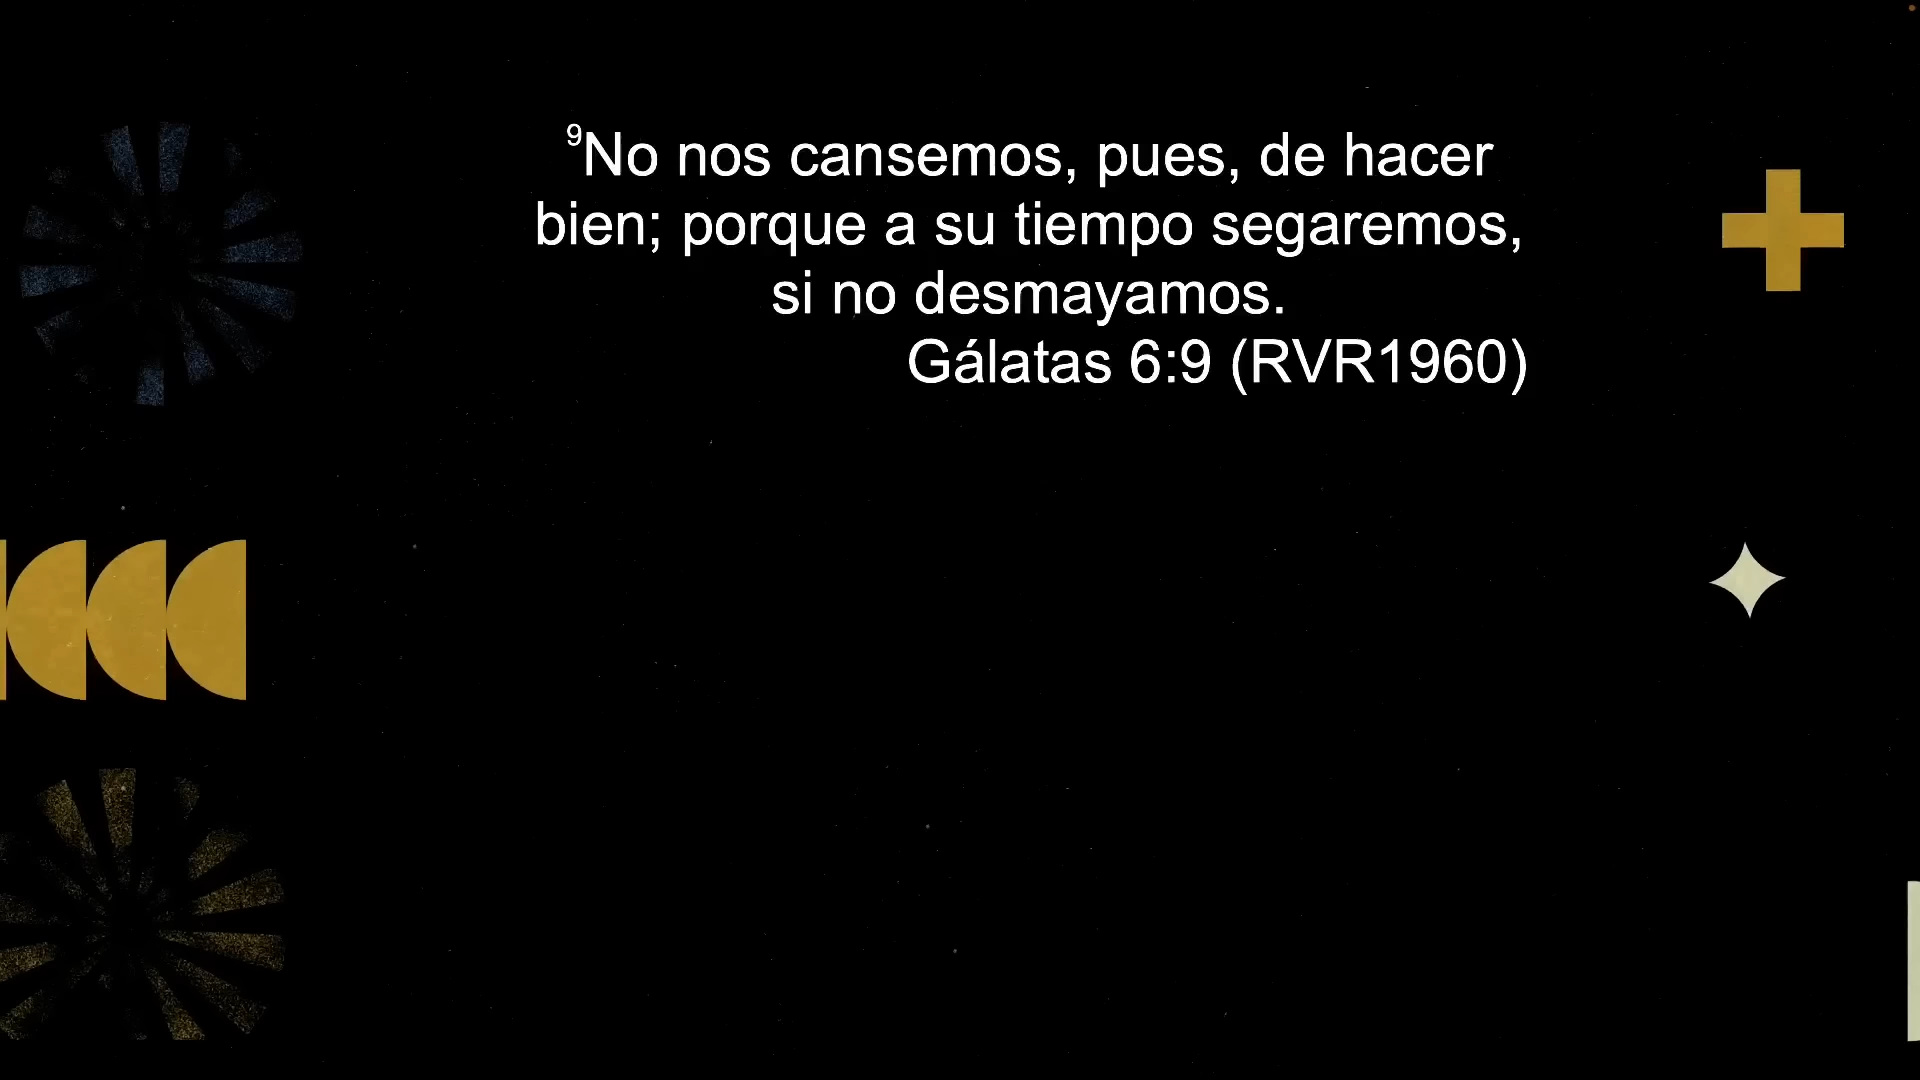 ⁹No nos cansemos, pues, de hacer
bien; porque a su tiempo segaremos,
si no desmayamos.
Gálatas 6:9 (RVR1960)